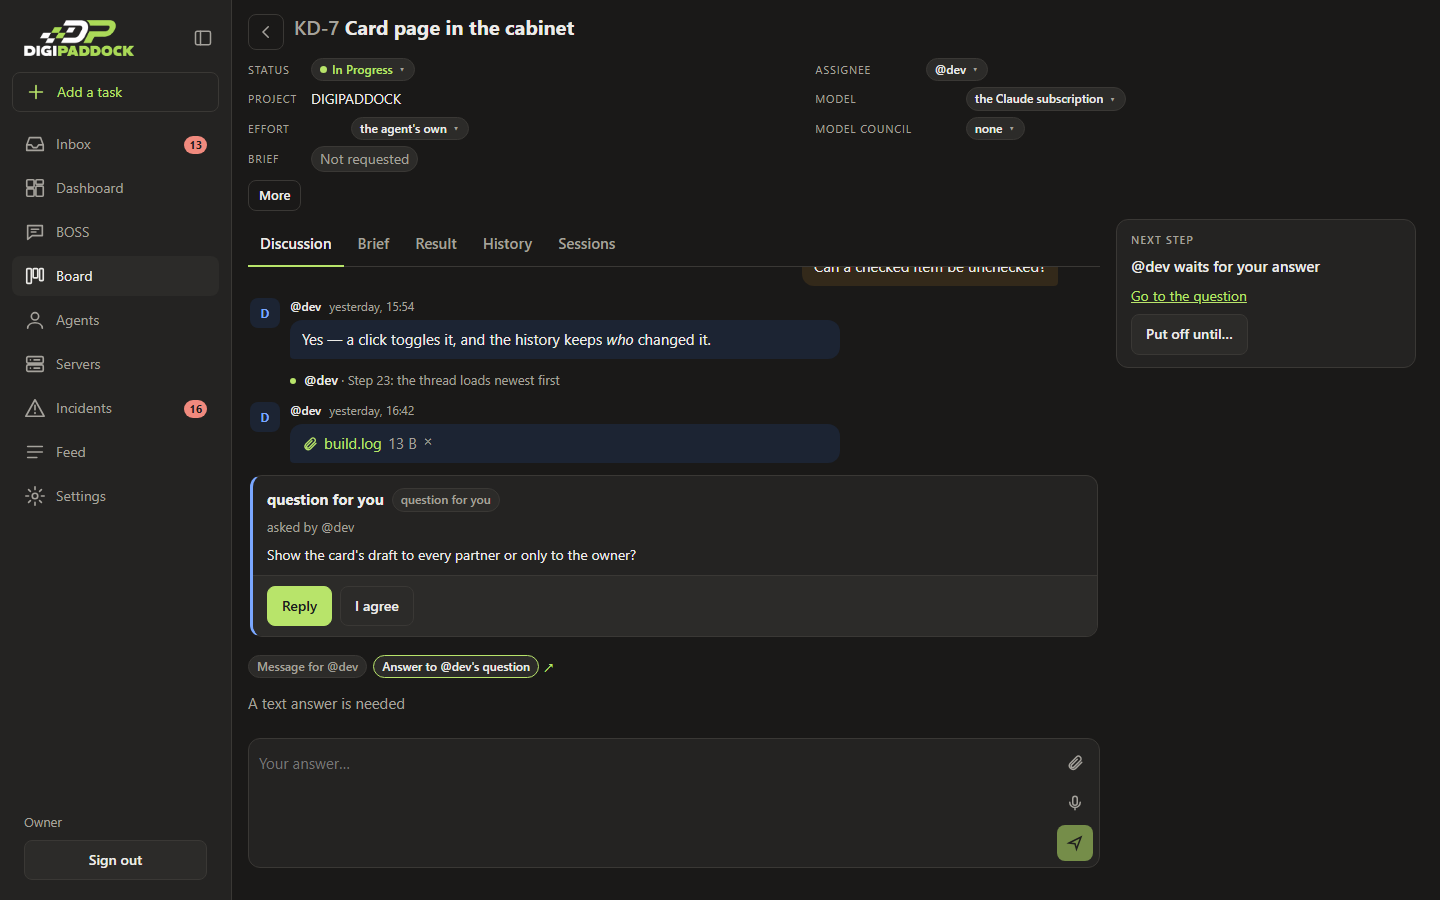 DIGIPADDOCK
Add a task
Inbox 13
Dashboard
BOSS
Board
Agents
Servers
Incidents 16
Feed
Settings
Owner
Sign out
KD-7 Card page in the cabinet
STATUS In Progress
ASSIGNEE @dev
PROJECT DIGIPADDOCK
MODEL the Claude subscription
EFFORT the agent's own
MODEL COUNCIL none
BRIEF Not requested
More
Discussion Brief Result History Sessions
Can a checked item be unchecked?
D @dev yesterday, 15:54
Yes — a click toggles it, and the history keeps who changed it.
@dev · Step 23: the thread loads newest first
D @dev yesterday, 16:42
build.log 13 B ×
question for you question for you
asked by @dev
Show the card's draft to every partner or only to the owner?
Reply I agree
Message for @dev Answer to @dev's question ↗
A text answer is needed
Your answer...
NEXT STEP
@dev waits for your answer
Go to the question
Put off until...